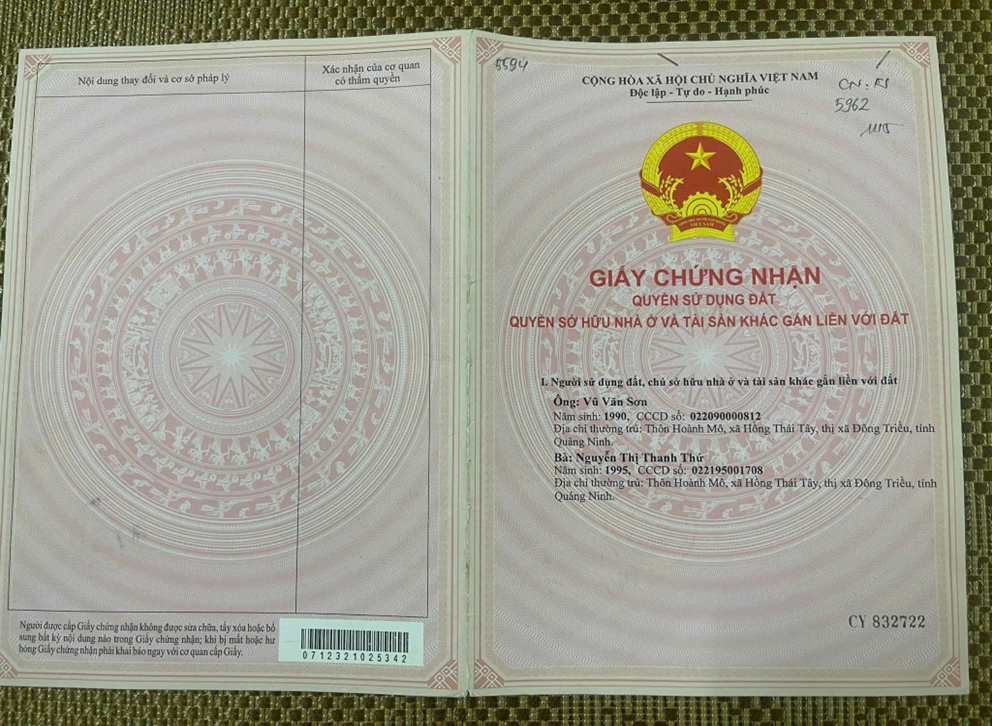 Nội dung thay đổi và cơ sở pháp lý
Xác nhận của cơ quan
có thẩm quyền
Người được cấp Giấy chứng nhận không được sửa chữa, tẩy xóa hoặc bổ
sung bất kỳ nội dung nào trong Giấy chứng nhận; khi bị mất hoặc hư
hỏng Giấy chứng nhận phải khai báo ngay với cơ quan cấp Giấy.
0712321025342
5594
CỘNG HÒA XÃ HỘI CHỦ NGHĨA VIỆT NAM
Độc lập - Tự do - Hạnh phúc
5962
VIỆT NAM
GIẤY CHỨNG NHẬN
QUYỀN SỬ DỤNG ĐẤT
QUYỀN SỞ HỮU NHÀ Ở VÀ TÀI SẢN KHÁC GẮN LIỀN VỚI ĐẤT
I. Người sử dụng đất, chủ sở hữu nhà ở và tài sản khác gắn liền với đất
Ông: Vũ Văn Sơn
Năm sinh: 1990, CCCD số: 022090000812
Địa chỉ thường trú: Thôn Hoành Mô, xã Hồng Thái Tây, thị xã Đông Triều, tỉnh
Quảng Ninh.
Bà: Nguyễn Thị Thanh Thứ
Năm sinh: 1995, CCCD số: 022195001708
Địa chỉ thường trú: Thôn Hoành Mô, xã Hồng Thái Tây, thị xã Đông Triều, tỉnh
Quảng Ninh.
CY 832722